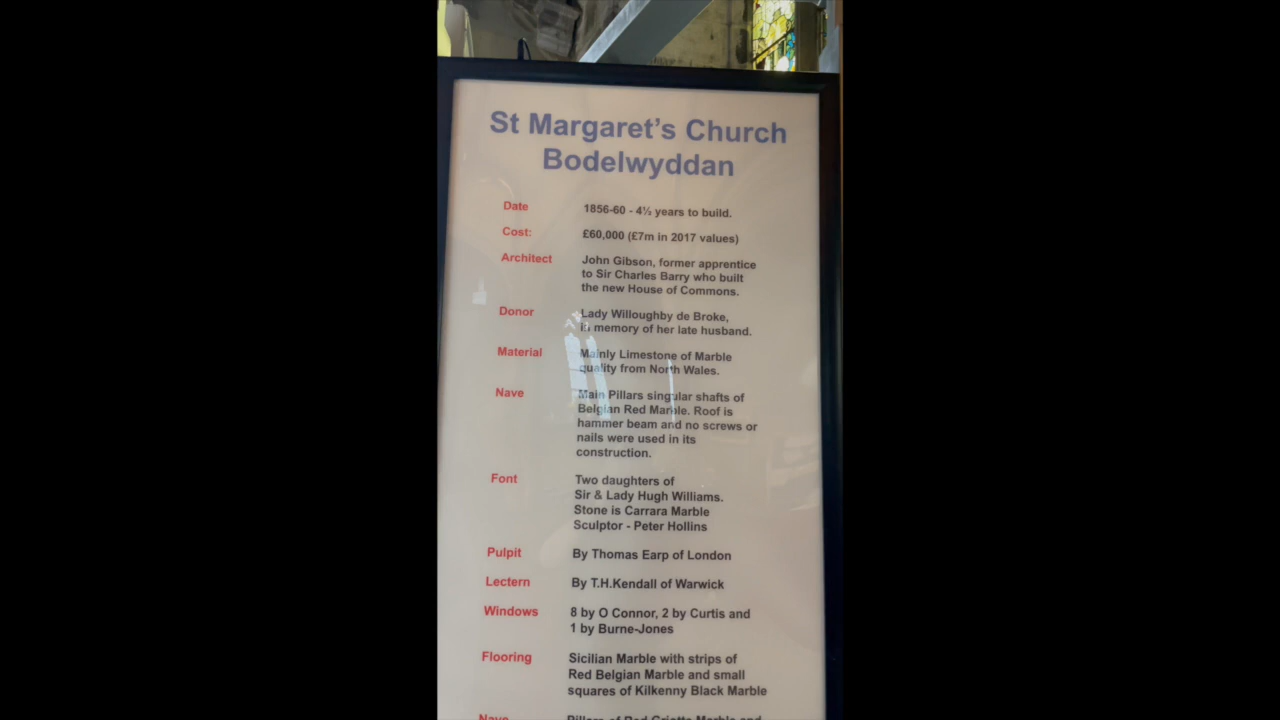 St Margaret's Church
Bodelwyddan
Date 1856-60 - 4½ years to build.
Cost: £60,000 (£7m in 2017 values)
Architect John Gibson, former apprentice
to Sir Charles Barry who built
the new House of Commons.
Donor Lady Willoughby de Broke,
in memory of her late husband.
Material Mainly Limestone of Marble
quality from North Wales.
Nave Main Pillars singular shafts of
Belgian Red Marble. Roof is
hammer beam and no screws or
nails were used in its
construction.
Font Two daughters of
Sir & Lady Hugh Williams.
Stone is Carrara Marble
Sculptor - Peter Hollins
Pulpit By Thomas Earp of London
Lectern By T.H.Kendall of Warwick
Windows 8 by O Connor, 2 by Curtis and
1 by Burne-Jones
Flooring Sicilian Marble with strips of
Red Belgian Marble and small
squares of Kilkenny Black Marble
Nave Pillars of Red Griotte Marble and